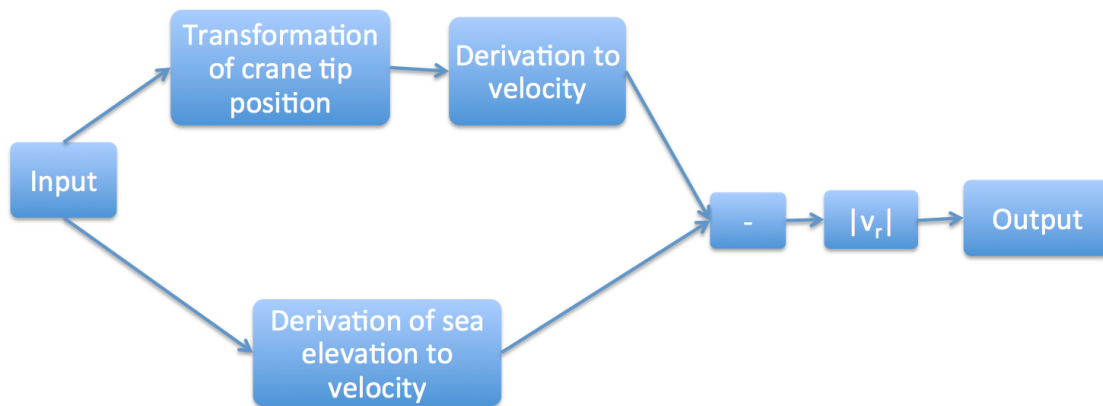 Transformation
of crane tip
position
Derivation to
velocity
Input
-
|vᵣ|
Output
Derivation of sea
elevation to
velocity